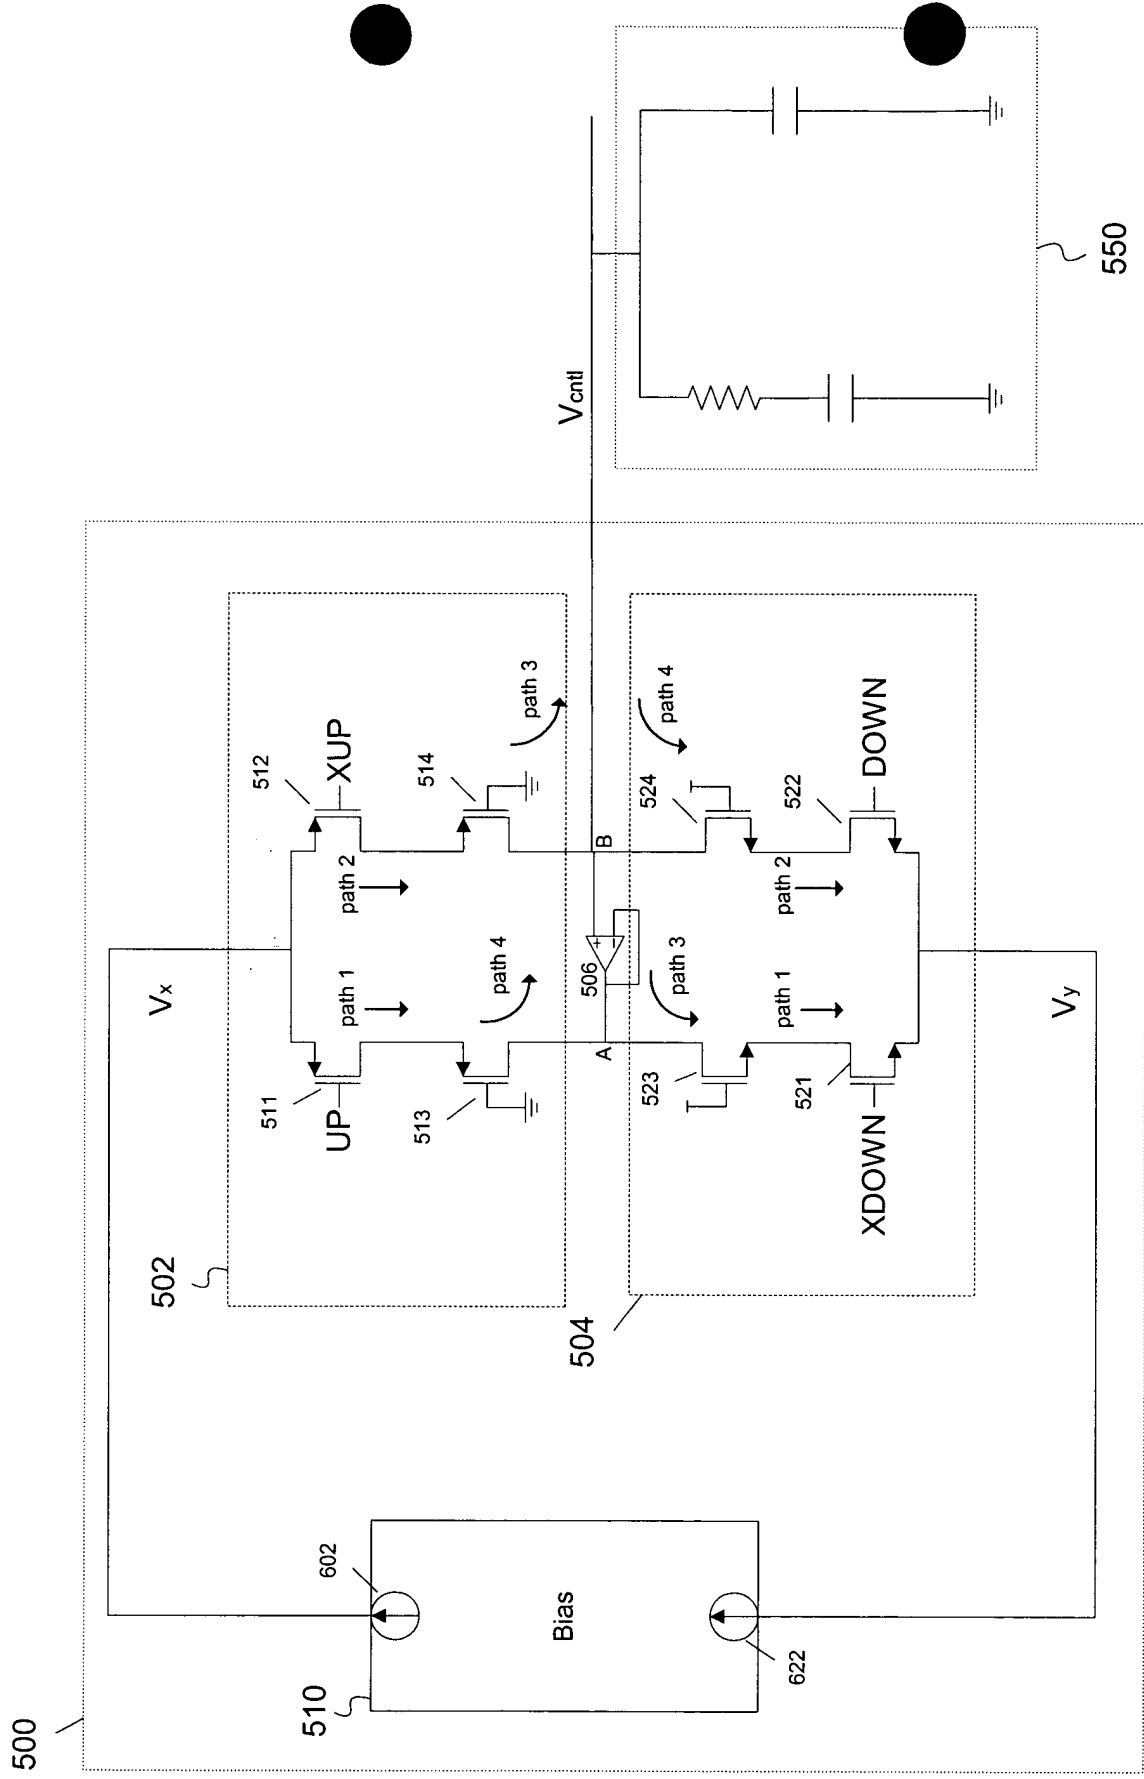 500
502
Vx
511
512
510
602
UP
XUP
path 1
path 2
513
514
path 4
path 3
Bias
Vcntl
504
506
+
A
B
523
524
path 3
path 4
path 1
path 2
622
521
522
XDOWN
DOWN
Vy
550